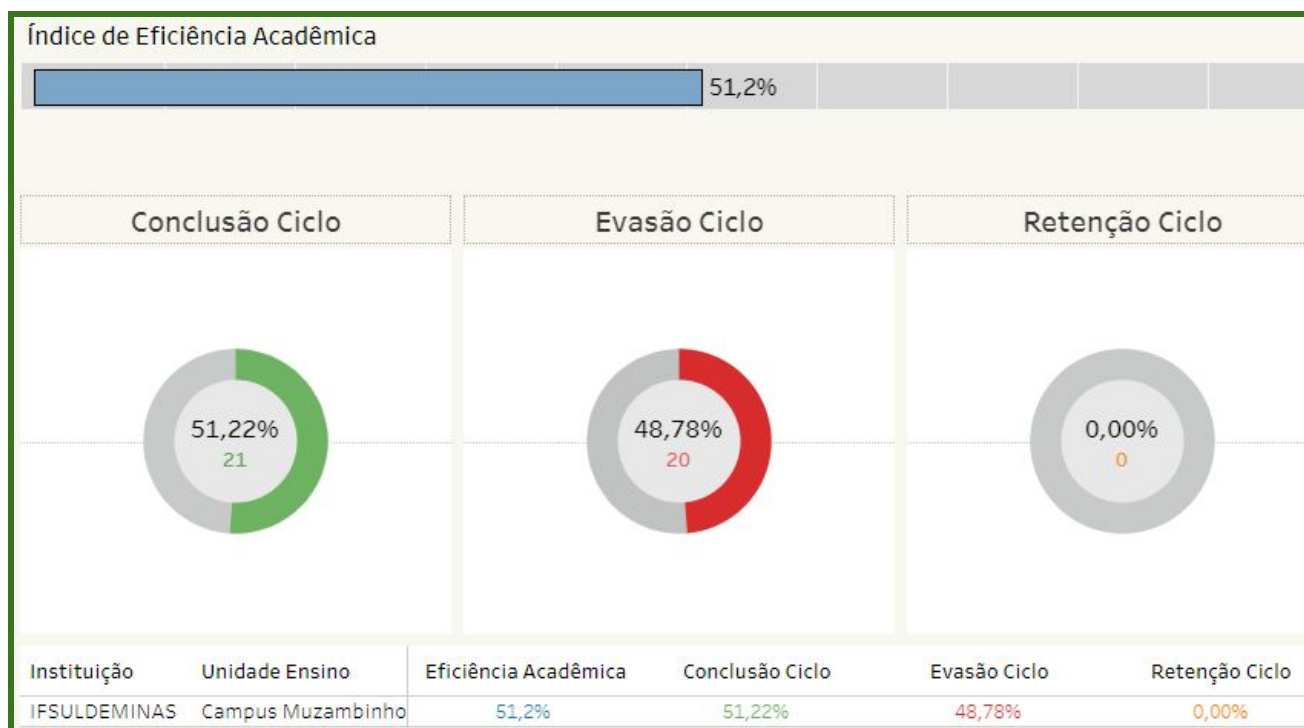 Índice de Eficiência Acadêmica
51,2%
Conclusão Ciclo Evasão Ciclo Retenção Ciclo
51,22% 48,78% 0,00%
21 20 0
Instituição Unidade Ensino Eficiência Acadêmica Conclusão Ciclo Evasão Ciclo Retenção Ciclo
IFSULDEMINAS Campus Muzambinho 51,2% 51,22% 48,78% 0,00%